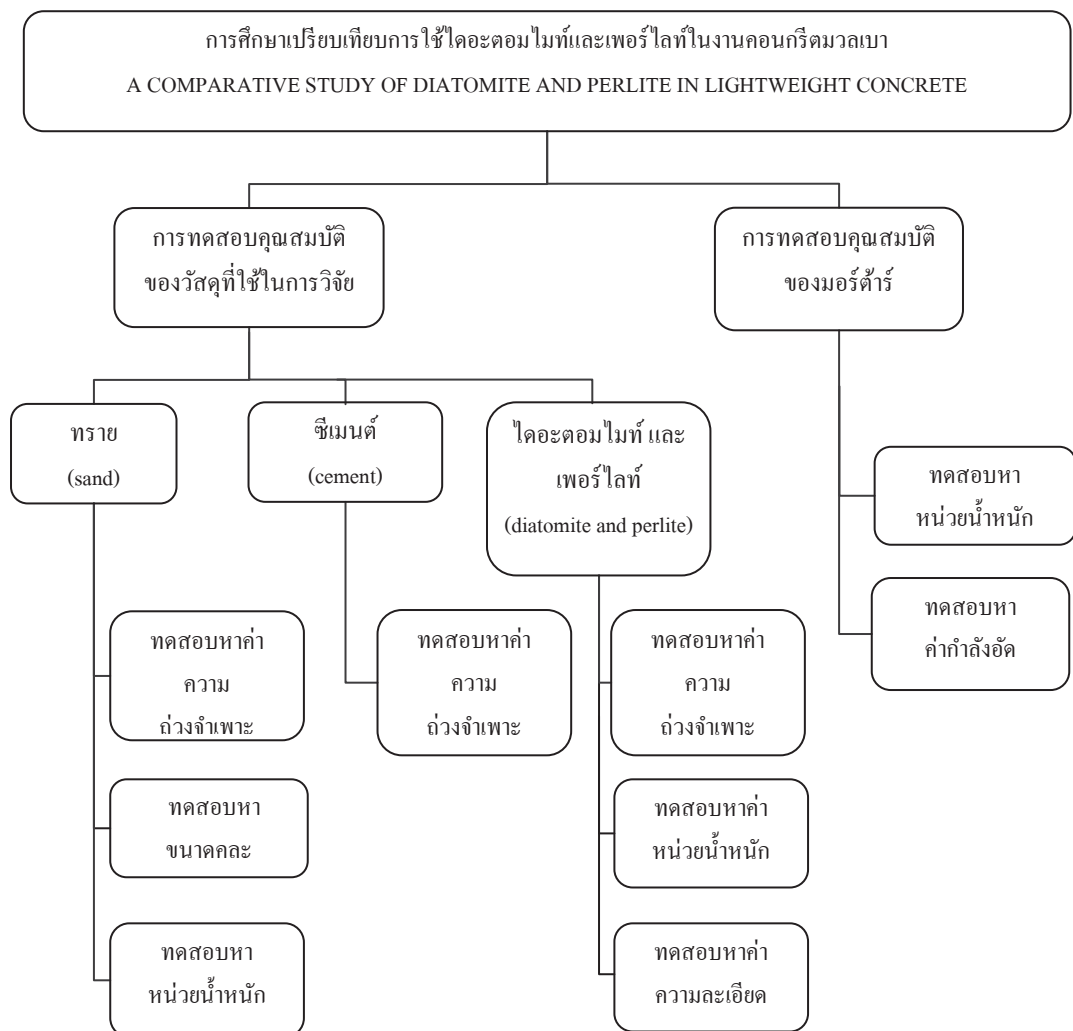 การศึกษาเปรียบเทียบการใช้ไดอะตอมไมท์และเพอร์ไลท์ในงานคอนกรีตมวลเบา
A COMPARATIVE STUDY OF DIATOMITE AND PERLITE IN LIGHTWEIGHT CONCRETE
การทดสอบคุณสมบัติ
ของวัสดุที่ใช้ในการวิจัย
การทดสอบคุณสมบัติ
ของมอร์ต้าร์
ทราย
(sand)
ซีเมนต์
(cement)
ไดอะตอมไมท์ และ
เพอร์ไลท์
(diatomite and perlite)
ทดสอบหา
หน่วยน้ำหนัก
ทดสอบหา
ค่ากำลังอัด
ทดสอบหาค่า
ความ
ถ่วงจำเพาะ
ทดสอบหาค่า
ความ
ถ่วงจำเพาะ
ทดสอบหาค่า
ความ
ถ่วงจำเพาะ
ทดสอบหา
ขนาดคละ
ทดสอบหาค่า
หน่วยน้ำหนัก
ทดสอบหา
หน่วยน้ำหนัก
ทดสอบหาค่า
ความละเอียด